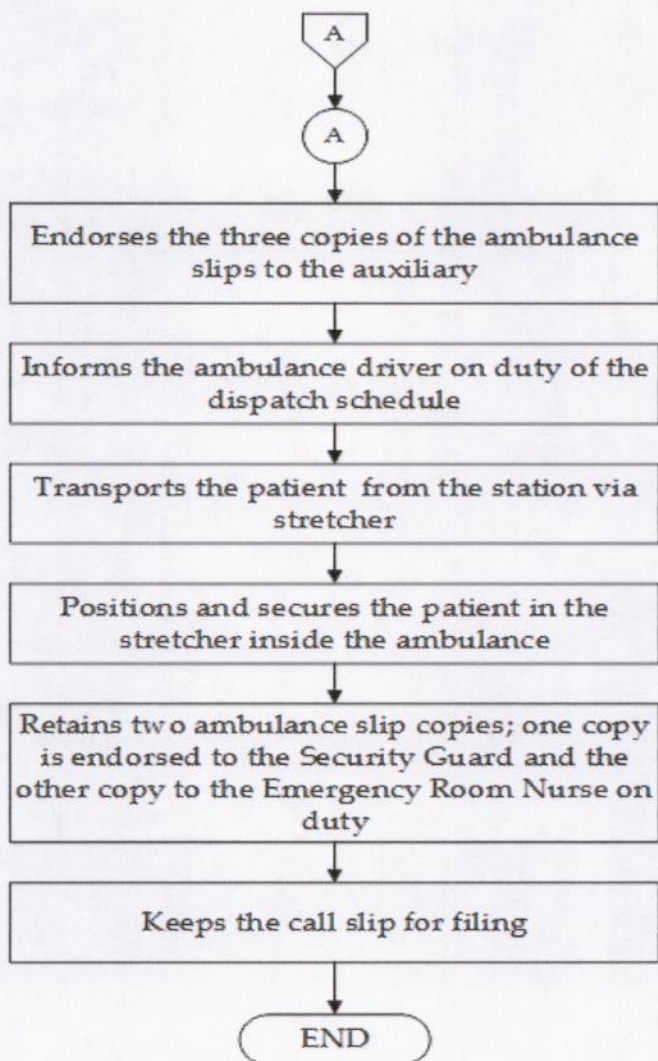 A
A
Endorses the three copies of the ambulance
slips to the auxiliary
Informs the ambulance driver on duty of the
dispatch schedule
Transports the patient from the station via
stretcher
Positions and secures the patient in the
stretcher inside the ambulance
Retains two ambulance slip copies; one copy
is endorsed to the Security Guard and the
other copy to the Emergency Room Nurse on
duty
Keeps the call slip for filing
END